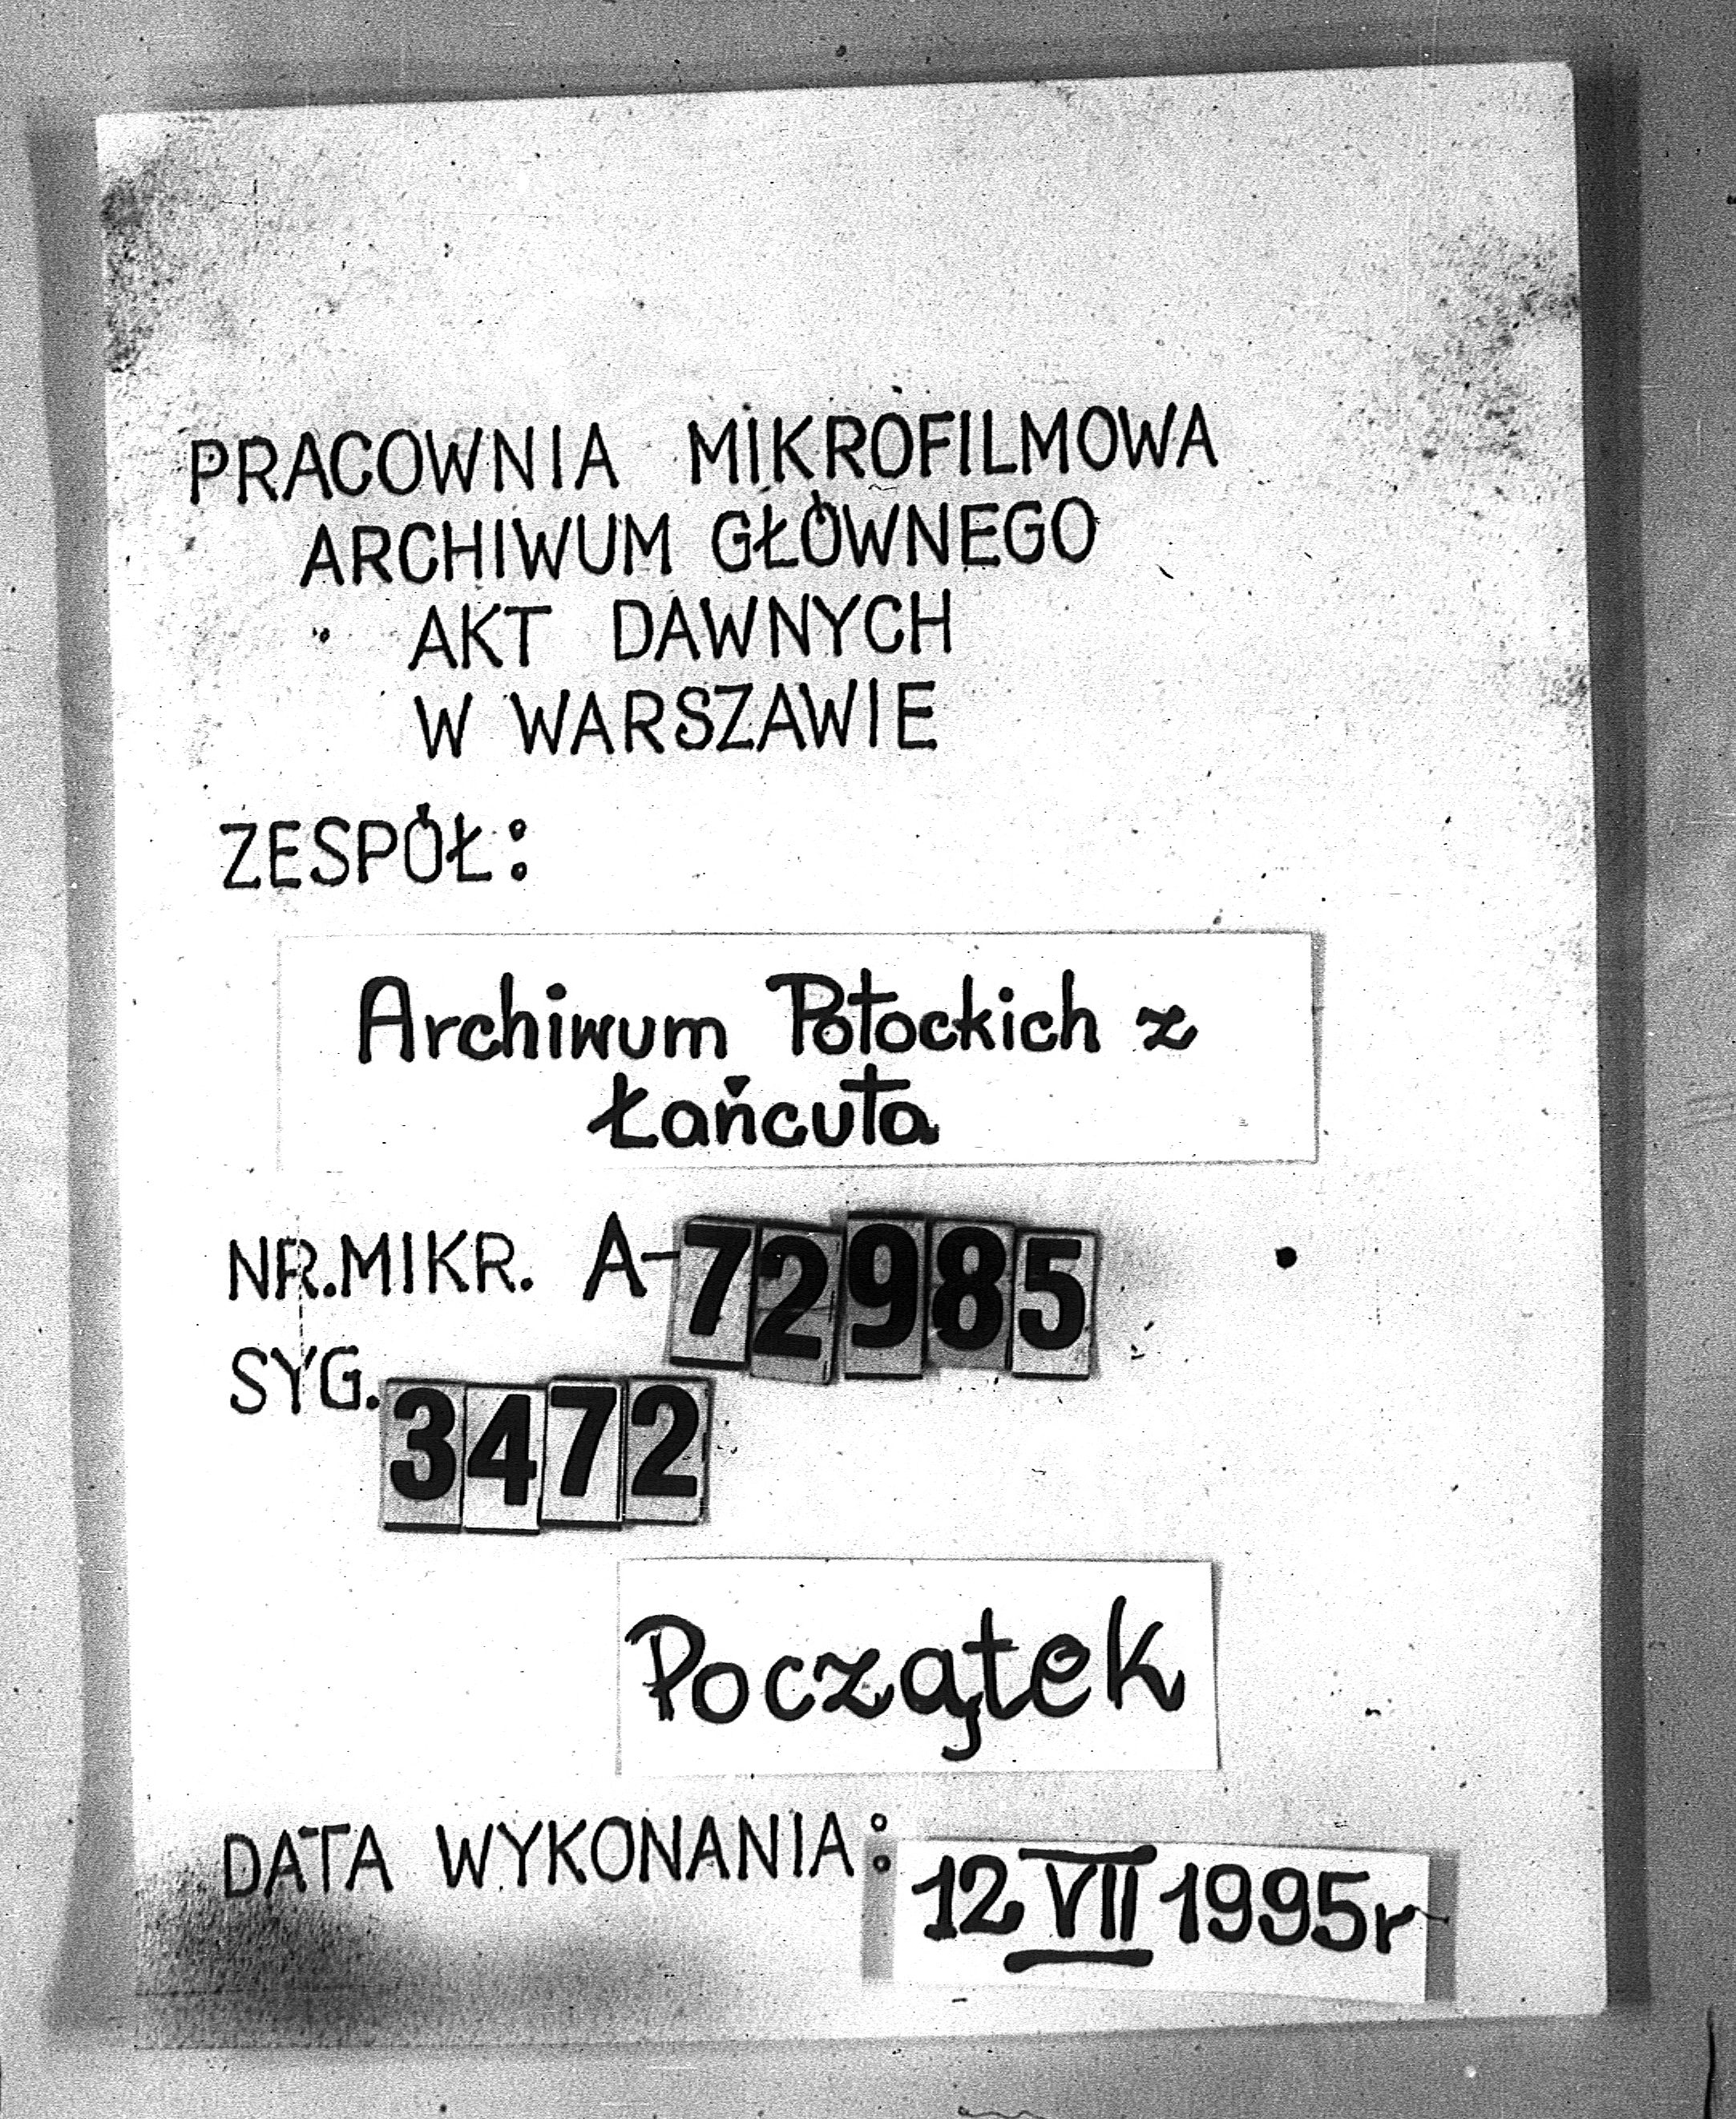 PRACOWNIA MIKROFILMOWA
ARCHIWUM GŁÓWNEGO
AKT DAWNYCH
W WARSZAWIE
ZESPÓŁ:
Archiwum Potockich z
Łańcuta
NR.MIKR. A-72985
SYG. 3472
Początek
DATA WYKONANIA: 12 VII 1995r